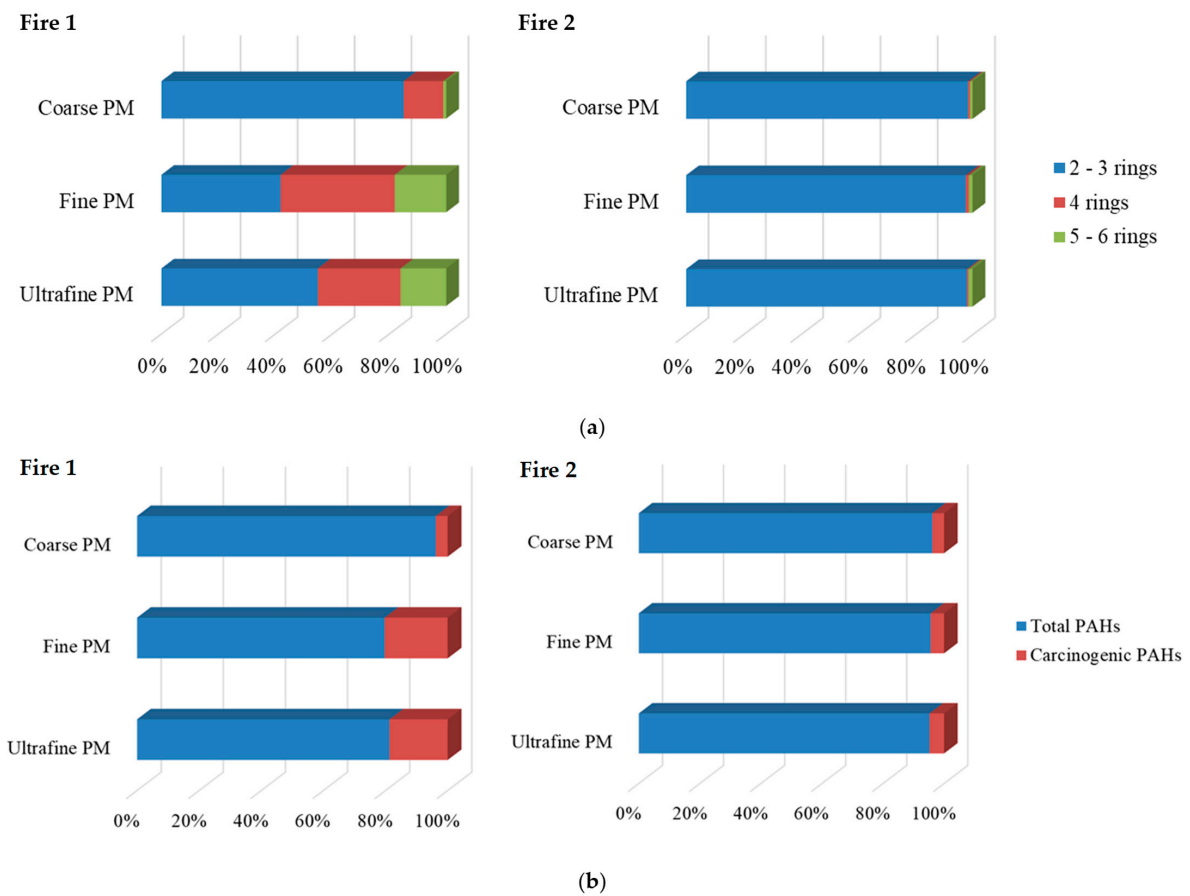 Fire 1
Fire 2
Coarse PM
Fine PM
Ultrafine PM
0% 20% 40% 60% 80% 100%
Coarse PM
Fine PM
Ultrafine PM
0% 20% 40% 60% 80% 100%
2 - 3 rings
4 rings
5 - 6 rings
(a)
Fire 1
Fire 2
Coarse PM
Fine PM
Ultrafine PM
0% 20% 40% 60% 80% 100%
Coarse PM
Fine PM
Ultrafine PM
0% 20% 40% 60% 80% 100%
Total PAHs
Carcinogenic PAHs
(b)